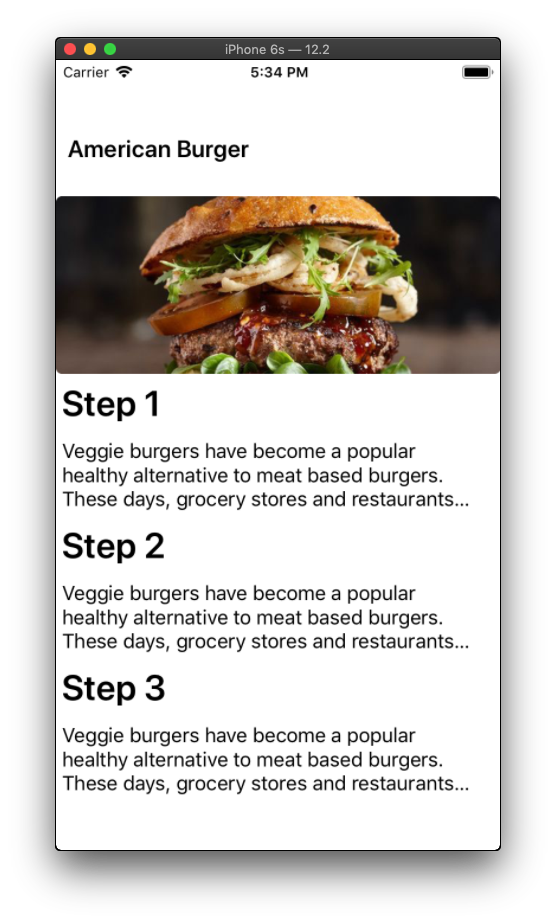 iPhone 6s — 12.2
Carrier 5:34 PM
American Burger
Step 1
Veggie burgers have become a popular
healthy alternative to meat based burgers.
These days, grocery stores and restaurants...
Step 2
Veggie burgers have become a popular
healthy alternative to meat based burgers.
These days, grocery stores and restaurants...
Step 3
Veggie burgers have become a popular
healthy alternative to meat based burgers.
These days, grocery stores and restaurants...